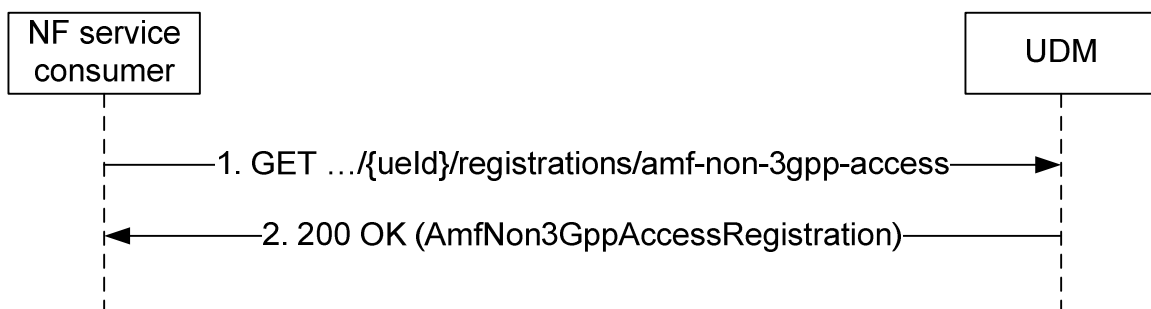 NF service
consumer
UDM
1. GET …/{ueId}/registrations/amf-non-3gpp-access
2. 200 OK (AmfNon3GppAccessRegistration)